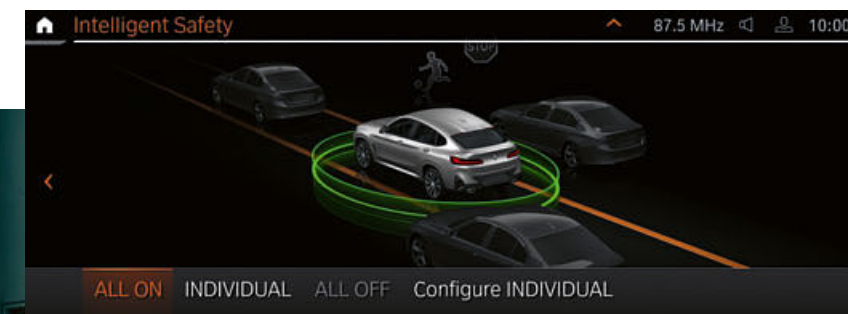 Intelligent Safety 87.5 MHz 10:00
STOP
ALL ON INDIVIDUAL ALL OFF Configure INDIVIDUAL